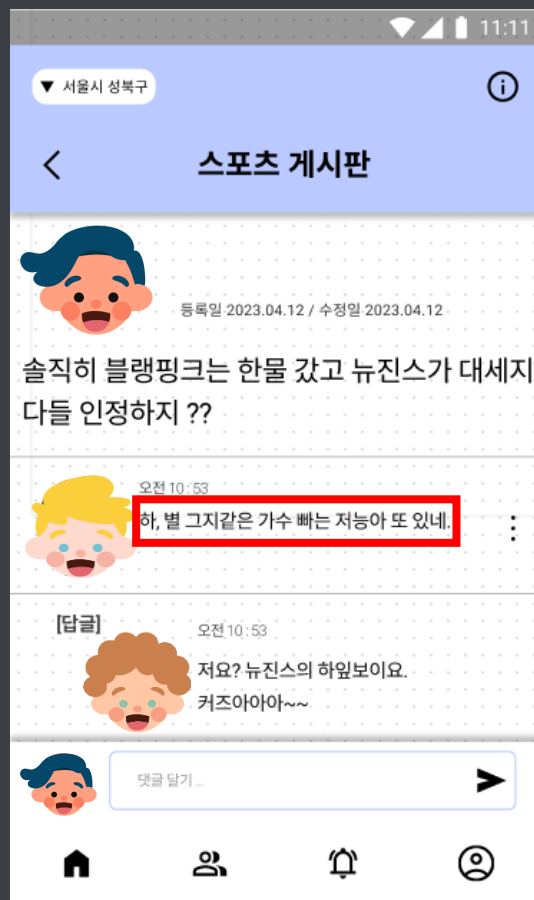 11:11
▼ 서울시 성북구
스포츠 게시판
등록일 2023.04.12 / 수정일 2023.04.12
솔직히 블랭핑크는 한물 갔고 뉴진스가 대세지
다들 인정하지 ??
오전 10:53
하, 별 그지같은 가수 빠는 저능아 또 있네.
[답글]
오전 10:53
저요? 뉴진스의 하잎보이요.
커즈아아아~~
댓글 달기 ...